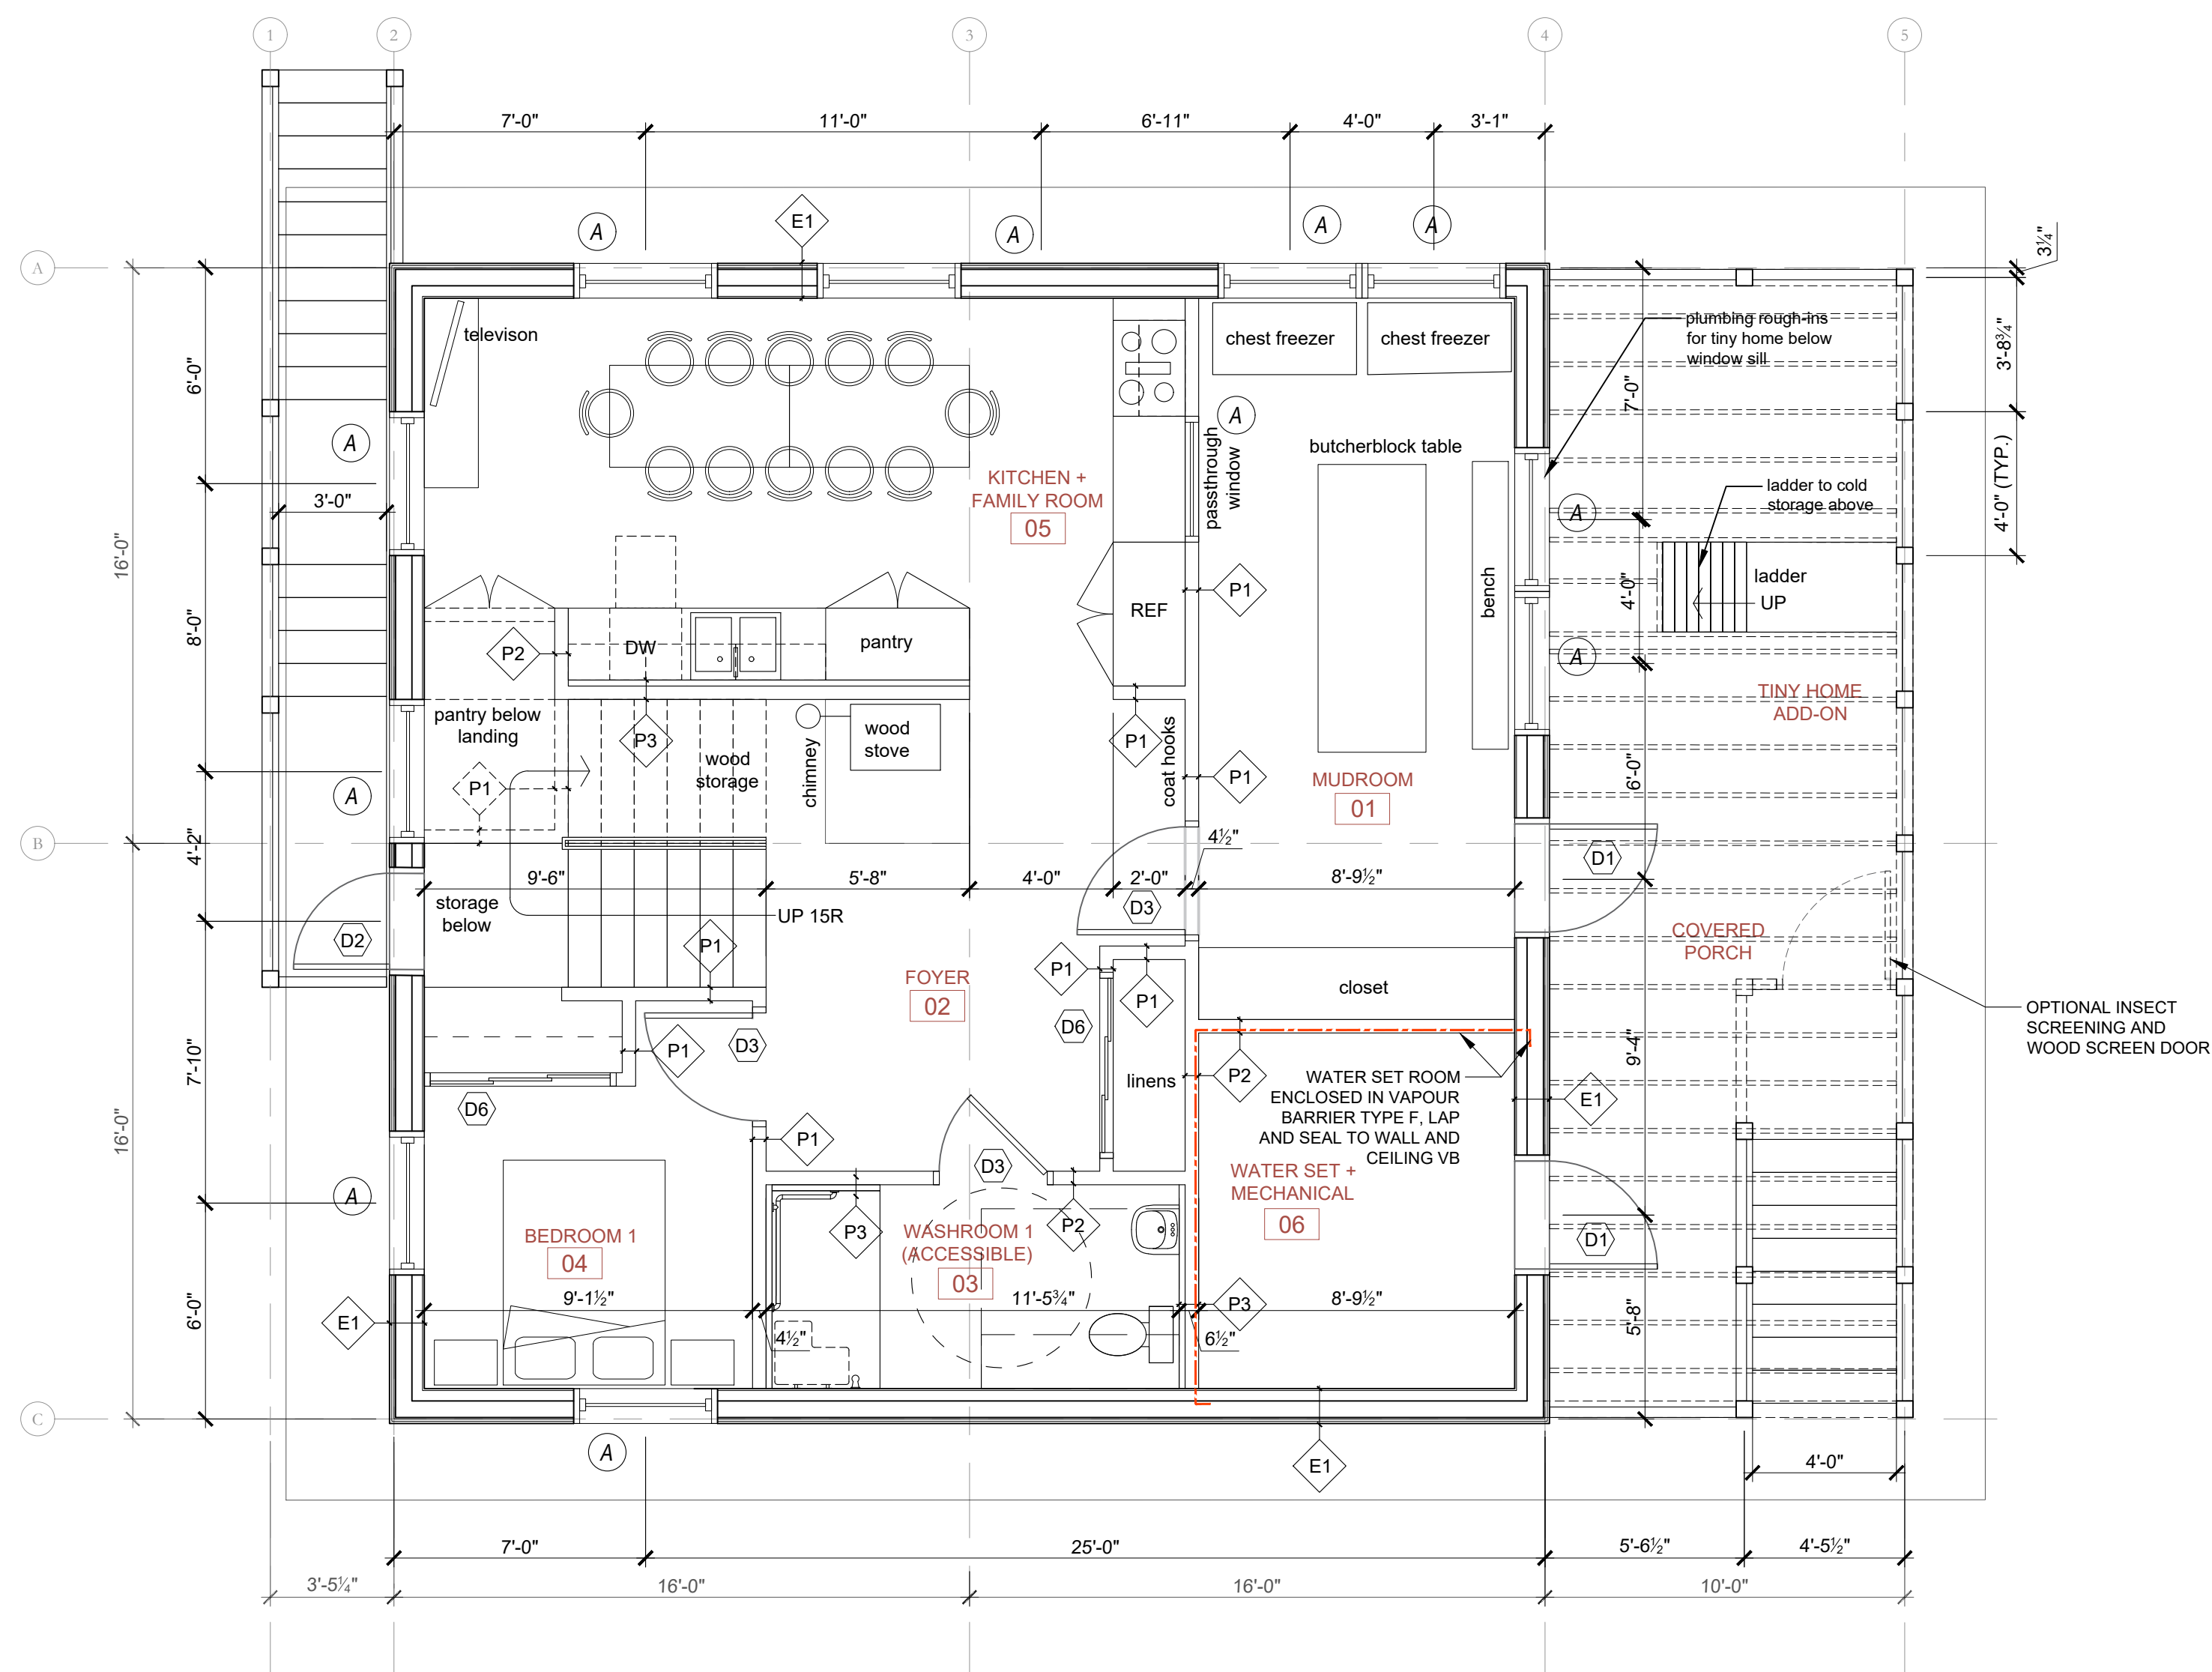 1 2 3 4 5
7'-0" 11'-0" 6'-11" 4'-0" 3'-1"
A A A A
E1
A
3¼"
televison
chest freezer chest freezer
plumbing rough-ins
for tiny home below
window sill
6'-0"
3'-8¾"
7'-0"
A
A
butcherblock table
passthrough
window
KITCHEN +
FAMILY ROOM
05
3'-0"
ladder to cold
storage above
A
4'-0" (TYP.)
16'-0"
8'-0"
P1
REF
bench
4'-0"
ladder
UP
P2
DW
pantry
A
TINY HOME
ADD-ON
pantry below
landing
P3
wood
storage
chimney
wood
stove
P1
coat hooks
P1
P1
MUDROOM
01
6'-0"
A
B
4'-2"
4½"
D1
9'-6" 5'-8" 4'-0" 2'-0" 8'-9½"
D3
storage
below
UP 15R
D2
P1
COVERED
PORCH
FOYER
02
P1
P1
closet
OPTIONAL INSECT
SCREENING AND
WOOD SCREEN DOOR
D6
D3
P1
7'-10"
9'-4"
linens
P2
WATER SET ROOM
ENCLOSED IN VAPOUR
BARRIER TYPE F, LAP
AND SEAL TO WALL AND
CEILING VB
E1
D6
P1
16'-0"
D3
WATER SET +
MECHANICAL
06
A
BEDROOM 1
04
P3
WASHROOM 1
(ACCESSIBLE)
03
P2
D1
6'-0"
E1
9'-1½" 11'-5¾" P3 8'-9½"
4½"
6½"
5'-8"
C
A
E1
4'-0"
7'-0" 25'-0" 5'-6½" 4'-5½"
3'-5¼" 16'-0" 16'-0" 10'-0"